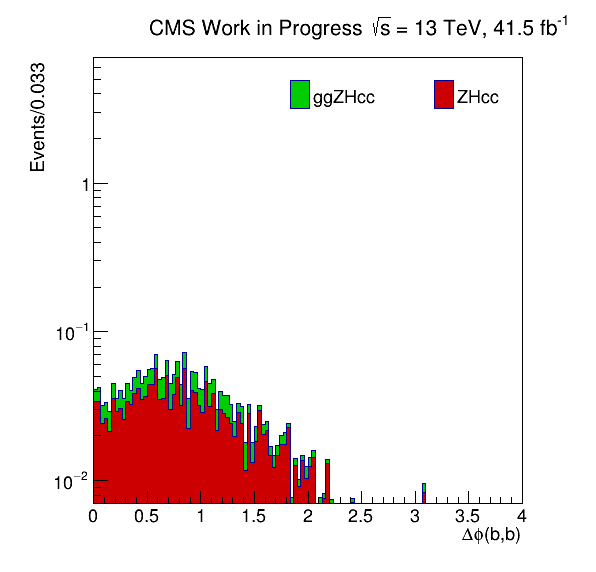 CMS Work in Progress √s = 13 TeV, 41.5 fb⁻¹
Events/0.033
ggZHcc ZHcc
1
10⁻¹
10⁻²
0 0.5 1 1.5 2 2.5 3 3.5 4
Δϕ(b,b)